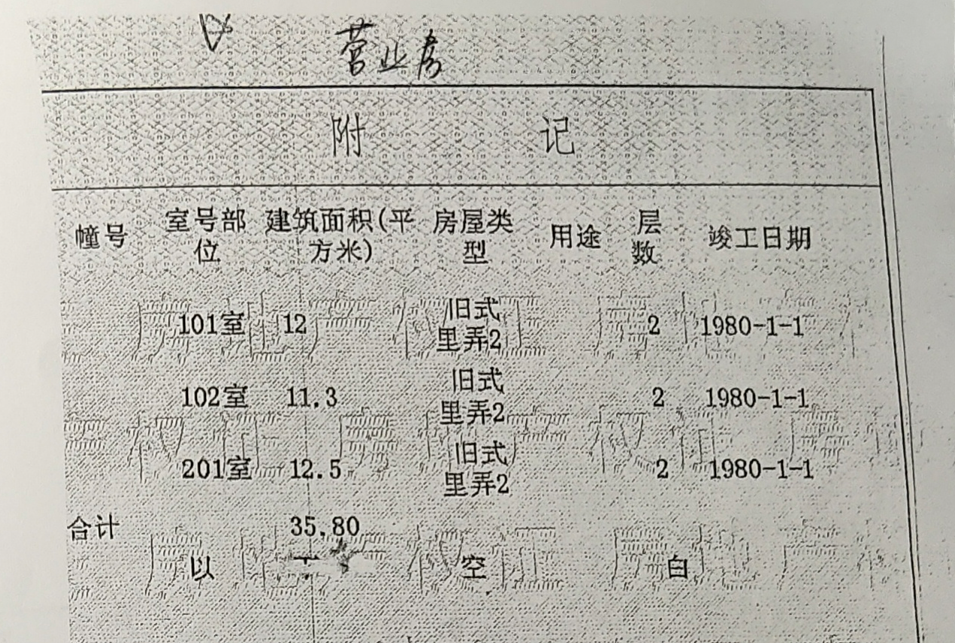 营业房
附 记
幢号 室号部位 建筑面积(平方米) 房屋类型 用途 层数 竣工日期
101室 12 旧式里弄2 2 1980-1-1
102室 11.3 旧式里弄2 2 1980-1-1
201室 12.5 旧式里弄2 2 1980-1-1
合计 35.80
以 下 空 白